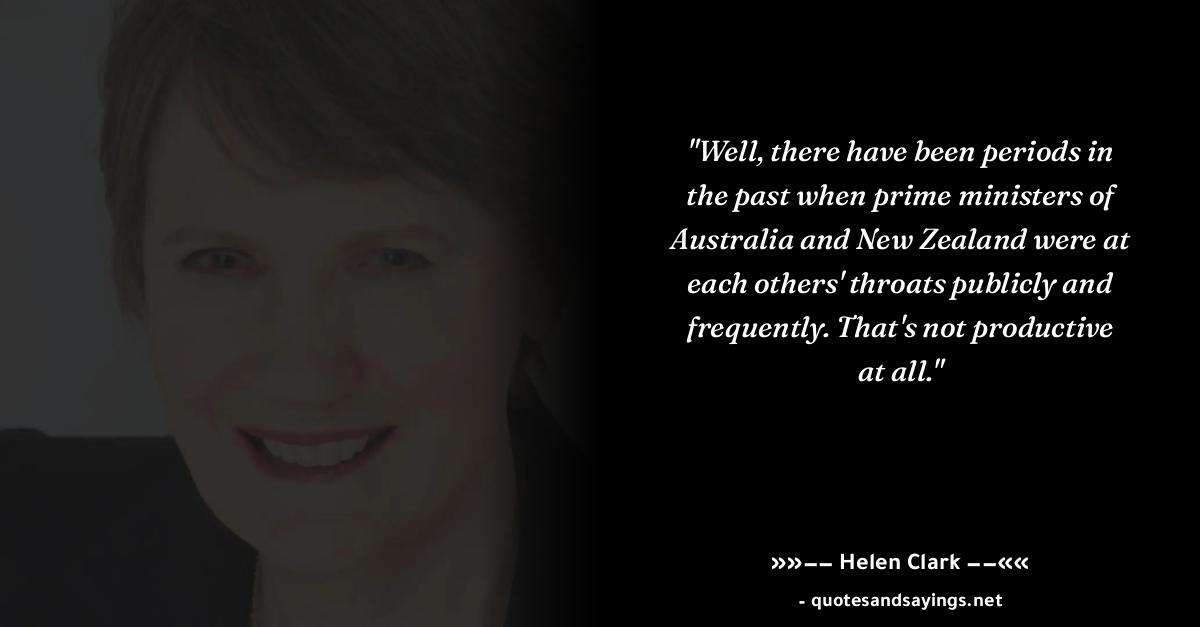 "Well, there have been periods in
the past when prime ministers of
Australia and New Zealand were at
each others' throats publicly and
frequently. That's not productive
at all."
»»-- Helen Clark --««
- quotesandsayings.net